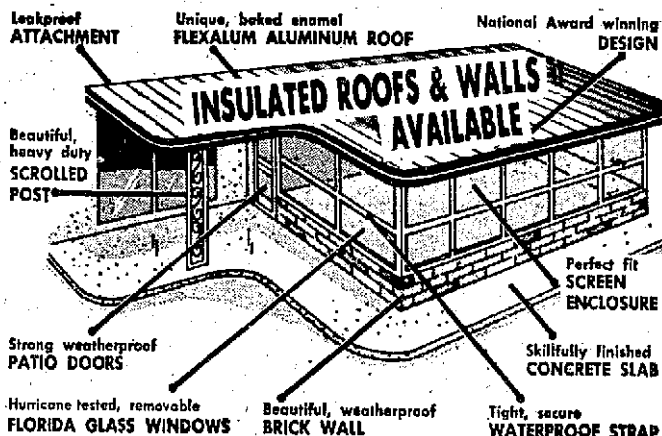 Leakproof
ATTACHMENT
Unique, baked enamel
FLEXALUM ALUMINUM ROOF
National Award winning
DESIGN
INSULATED ROOFS & WALLS
AVAILABLE
Beautiful,
heavy duty
SCROLLED
POST
Perfect fit
SCREEN
ENCLOSURE
Strong weatherproof
PATIO DOORS
Skillfully finished
CONCRETE SLAB
Hurricane tested, removable
FLORIDA GLASS WINDOWS
Beautiful, weatherproof
BRICK WALL
Tight, secure
WATERPROOF STRAP